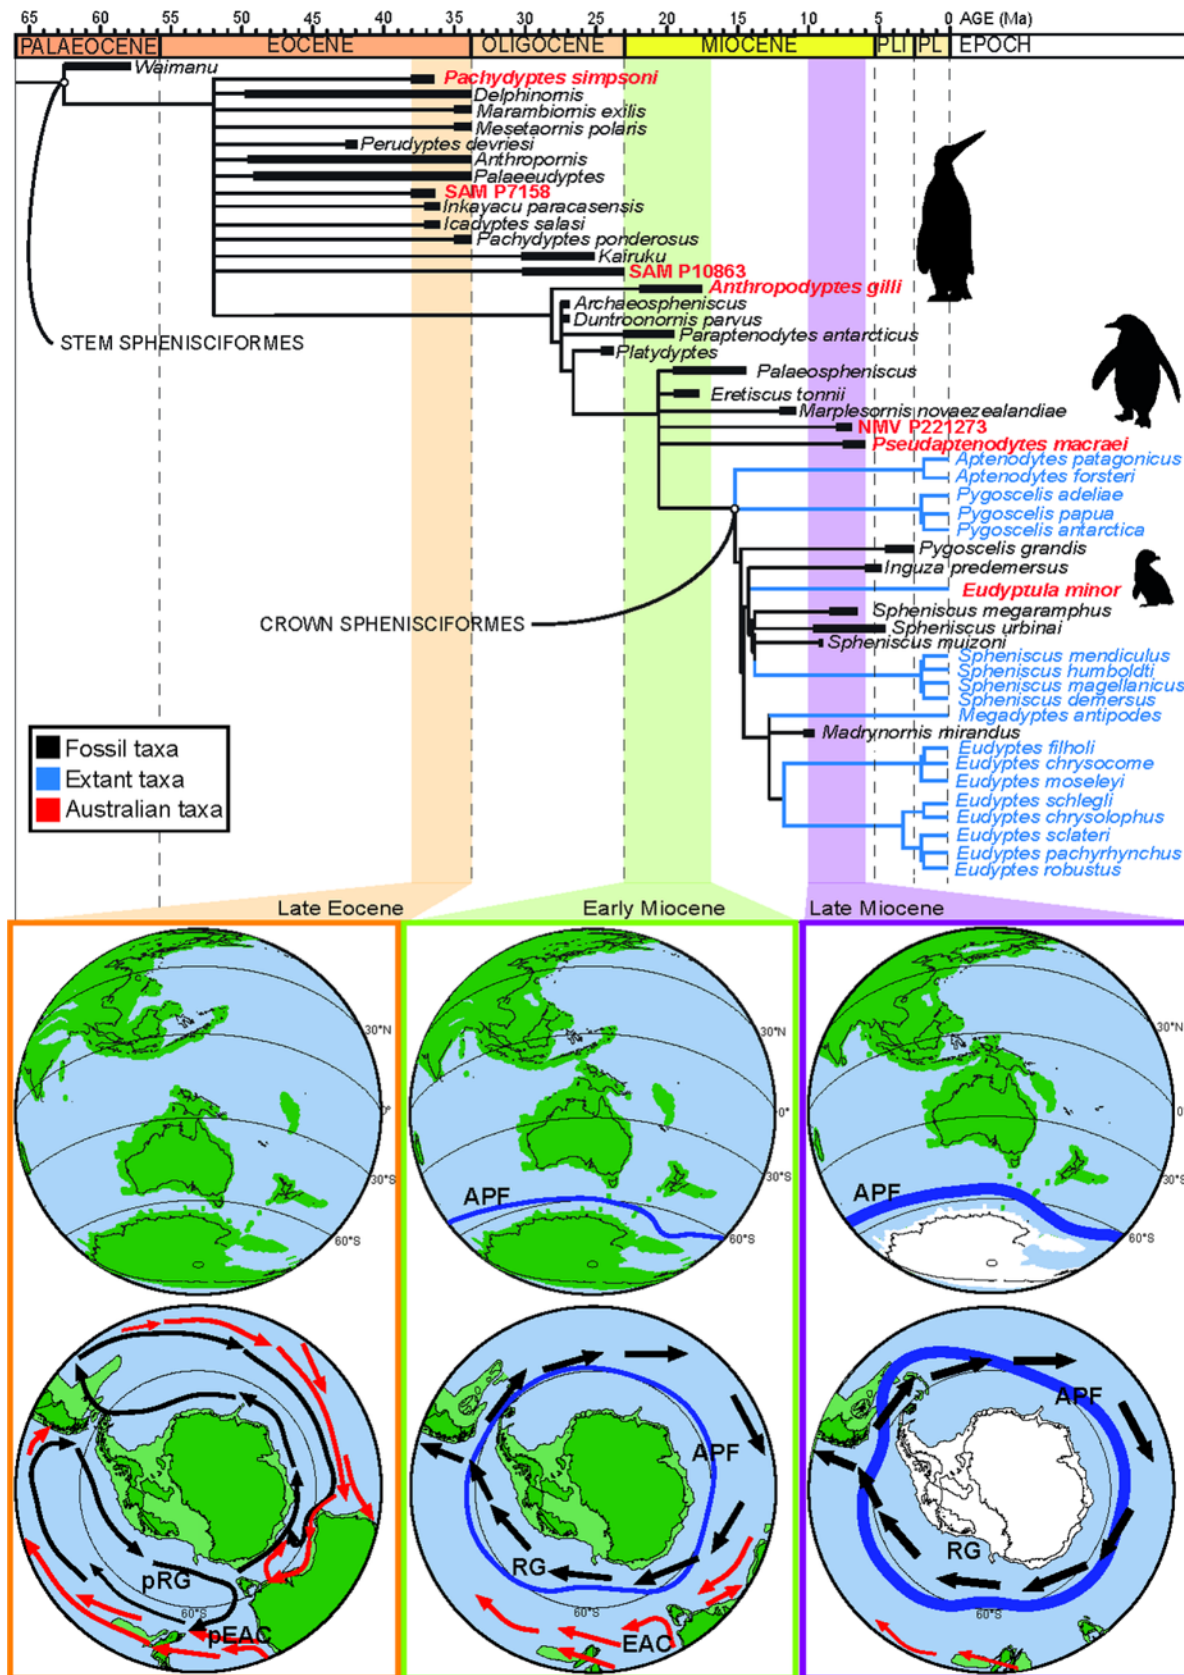 65 60 55 50 45 40 35 30 25 20 15 10 5 0 AGE (Ma)
PALAEOCENE EOCENE OLIGOCENE MIOCENE PLI PL EPOCH
Waimanu
Pachydyptes simpsoni
Delphinornis
Marambiornis exilis
Mesetaornis polaris
Perudyptes devriesi
Anthropornis
Palaeeudyptes
SAM P7158
Inkayacu paracasensis
Icadyptes salasi
Pachydyptes ponderosus
Kairuku
SAM P10863
Anthropodyptes gilli
Archaeospheniscus
Duntroonornis parvus
Paraptenodytes antarcticus
STEM SPHENISCIFORMES
Platydyptes
Palaeospheniscus
Eretiscus tonnii
Marplesornis novaezealandiae
NMV P221273
Pseudaptenodytes macraei
Aptenodytes patagonicus
Aptenodytes forsteri
Pygoscelis adeliae
Pygoscelis papua
Pygoscelis antarctica
Pygoscelis grandis
Inguza predemersus
Eudyptula minor
Spheniscus megaramphus
CROWN SPHENISCIFORMES
Spheniscus urbinai
Spheniscus muizoni
Spheniscus mendiculus
Spheniscus humboldti
Spheniscus magellanicus
Spheniscus demersus
Megadyptes antipodes
Madrynornis mirandus
Eudyptes filholi
Eudyptes chrysocome
Eudyptes moseleyi
Eudyptes schlegli
Eudyptes chrysolophus
Eudyptes sclateri
Eudyptes pachyrhynchus
Eudyptes robustus
Fossil taxa
Extant taxa
Australian taxa
Late Eocene Early Miocene Late Miocene
30°N 30°N 30°N
0° 0° 0°
30°S 30°S 30°S
APF APF
60°S 60°S 60°S
APF APF
pRG RG RG
60°S 60°S 60°S
pEAC EAC